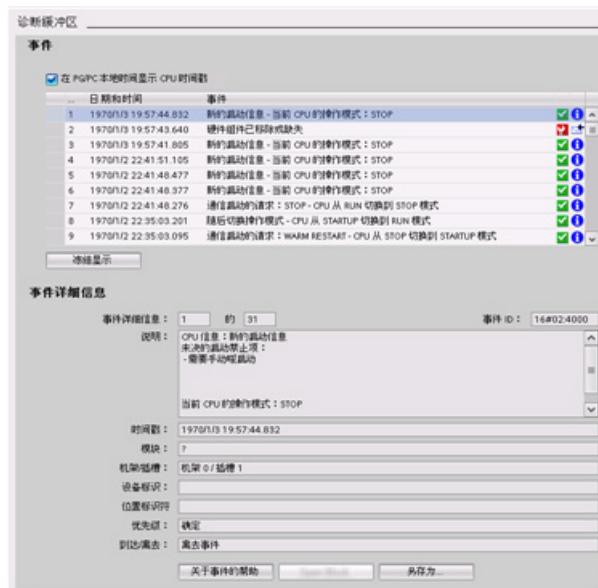 诊断缓冲区
事件
在 PG/PC 本地时间显示 CPU 时间戳
... 日期和时间 事件
1 1970/1/3 19:57:44.832 新的启动信息 - 当前 CPU 的操作模式：STOP
2 1970/1/3 19:57:43.640 硬件组件已移除或缺失
3 1970/1/3 19:57:41.805 新的启动信息 - 当前 CPU 的操作模式：STOP
4 1970/1/2 22:41:51.105 新的启动信息 - 当前 CPU 的操作模式：STOP
5 1970/1/2 22:41:48.477 新的启动信息 - 当前 CPU 的操作模式：STOP
6 1970/1/2 22:41:48.377 新的启动信息 - 当前 CPU 的操作模式：STOP
7 1970/1/2 22:41:48.276 通信启动的请求：STOP - CPU 从 RUN 切换到 STOP 模式
8 1970/1/2 22:35:03.201 随后切换操作模式 - CPU 从 STARTUP 切换到 RUN 模式
9 1970/1/2 22:35:03.095 通信启动的请求：WARM RESTART - CPU 从 STOP 切换到 STARTUP 模式
冻结显示
事件详细信息
事件详细信息： 1 的 31 事件 ID： 16#02:4000
说明： CPU 信息：新的启动信息
未决的启动禁止项：
- 需要手动暖启动
当前 CPU 的操作模式：STOP
时间戳： 1970/1/3 19:57:44.832
模块： ?
机架/插槽： 机架 0 / 插槽 1
设备标识：
位置标识符
优先级： 确定
到达/离去： 离去事件
关于事件的帮助 另存为...